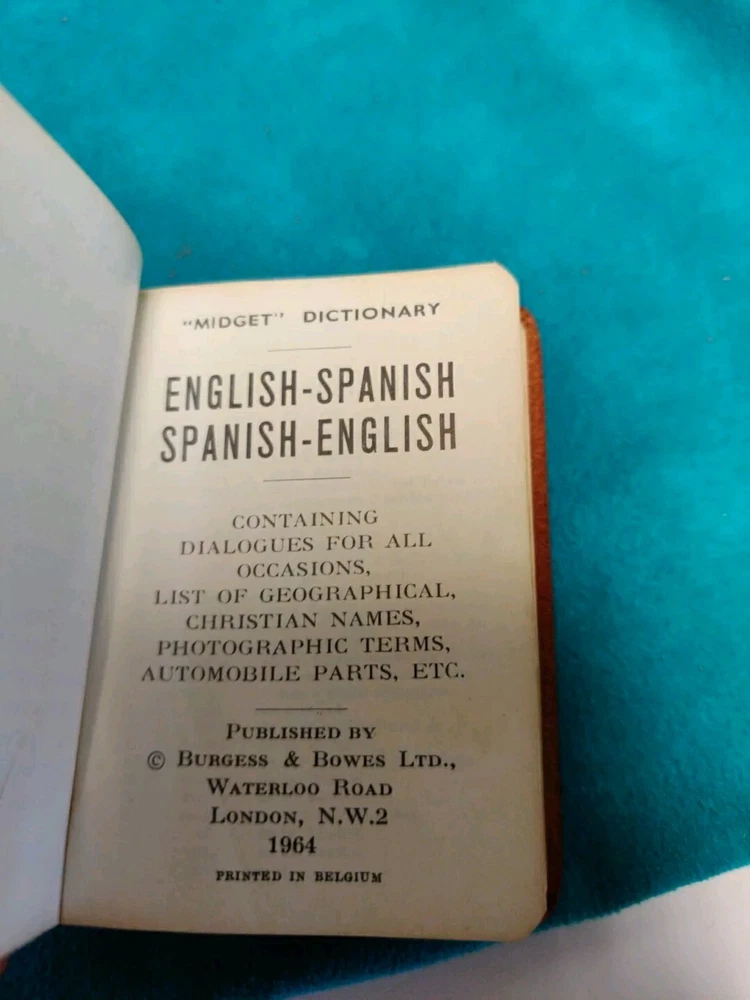 "MIDGET" DICTIONARY
ENGLISH-SPANISH
SPANISH-ENGLISH
CONTAINING
DIALOGUES FOR ALL
OCCASIONS,
LIST OF GEOGRAPHICAL,
CHRISTIAN NAMES,
PHOTOGRAPHIC TERMS,
AUTOMOBILE PARTS, ETC.
PUBLISHED BY
© BURGESS & BOWES LTD.,
WATERLOO ROAD
LONDON, N.W.2
1964
PRINTED IN BELGIUM